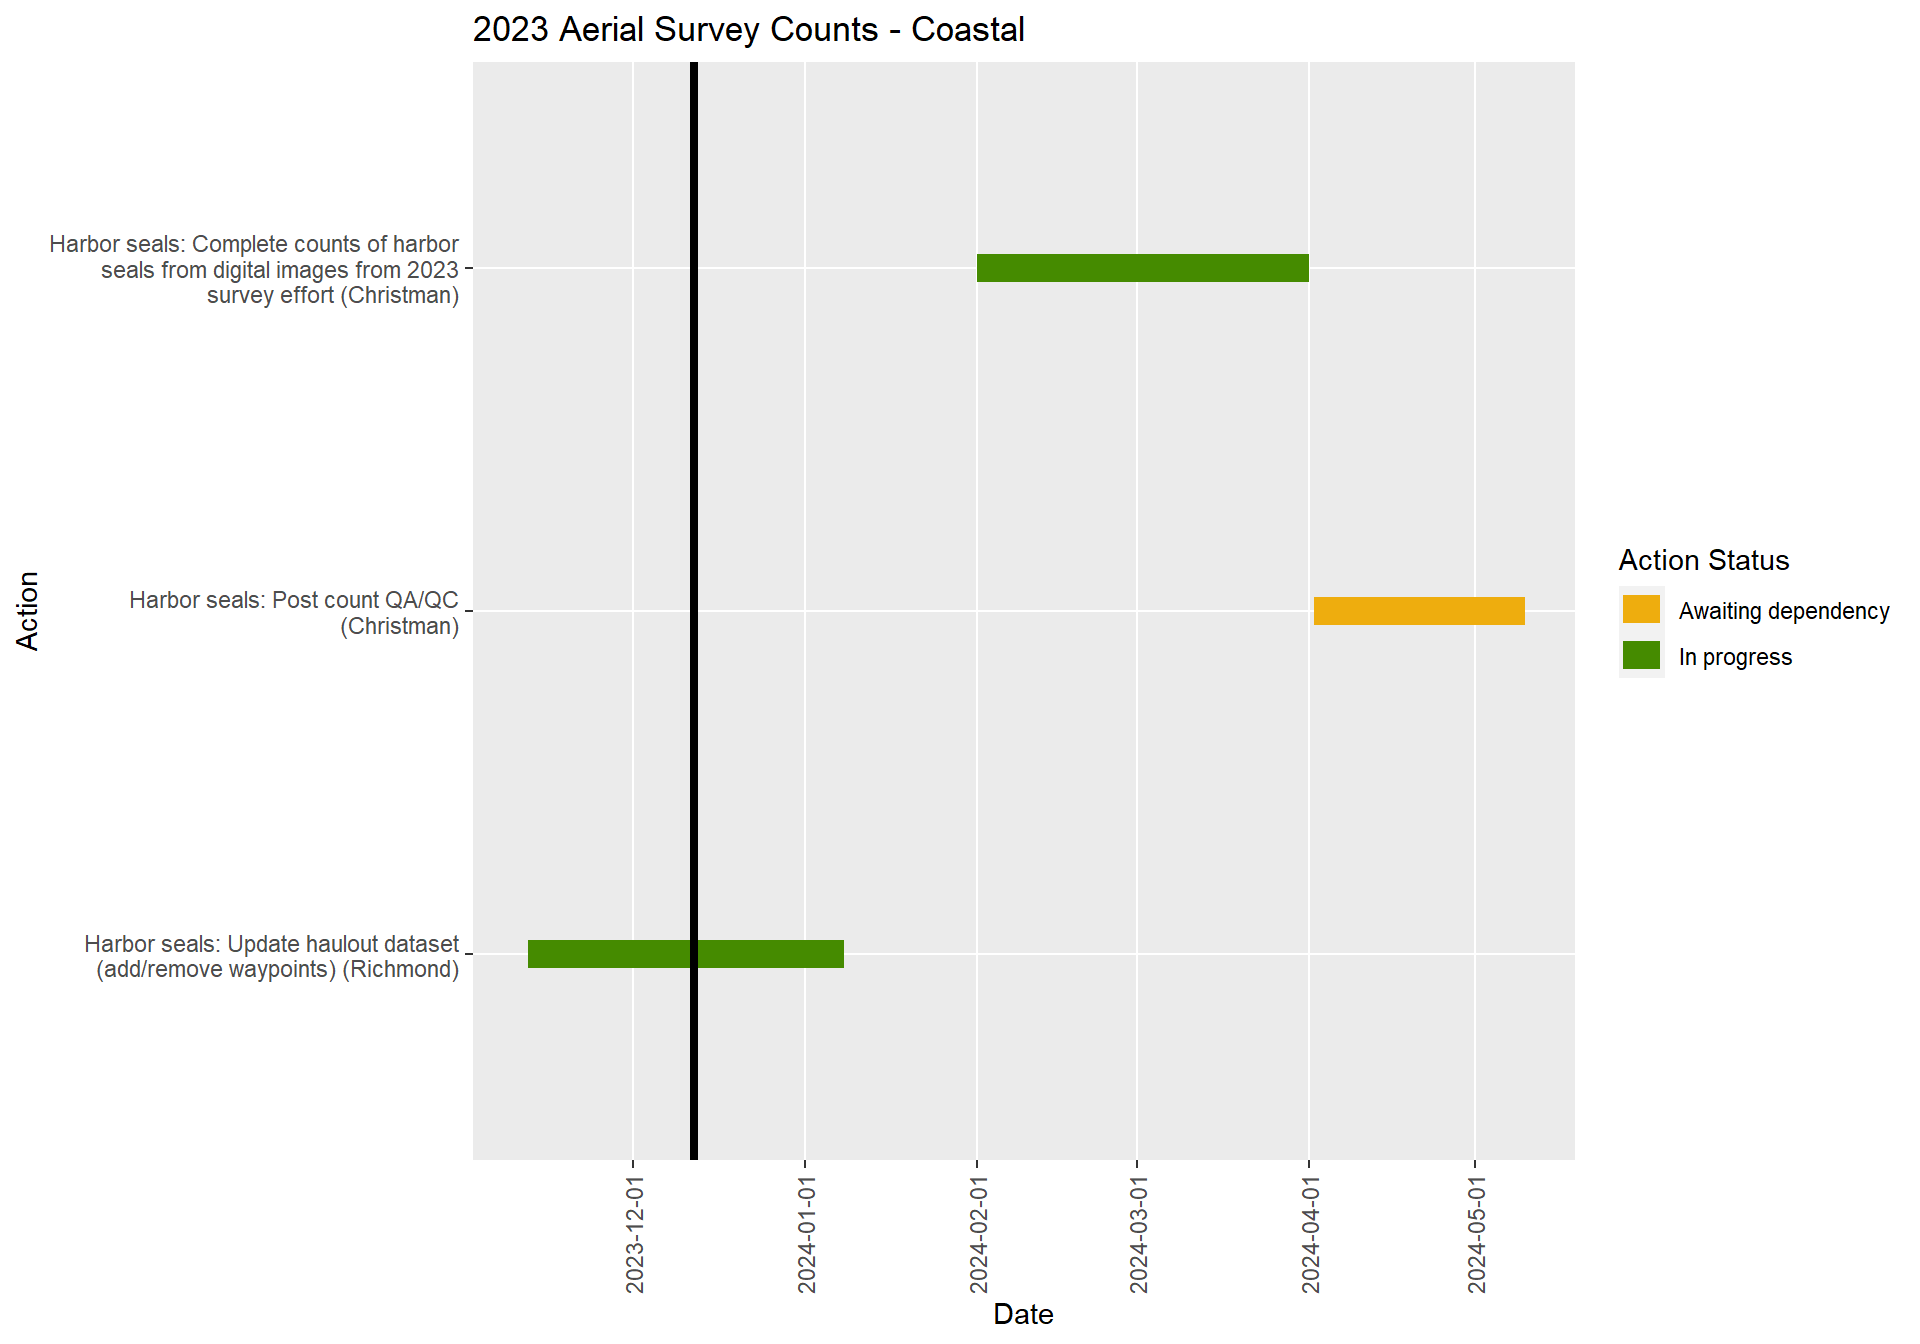 2023 Aerial Survey Counts - Coastal
Action
Harbor seals: Complete counts of harbor
seals from digital images from 2023
survey effort (Christman)
Harbor seals: Post count QA/QC
(Christman)
Harbor seals: Update haulout dataset
(add/remove waypoints) (Richmond)
2023-12-01
2024-01-01
2024-02-01
2024-03-01
2024-04-01
2024-05-01
Date
Action Status
Awaiting dependency
In progress